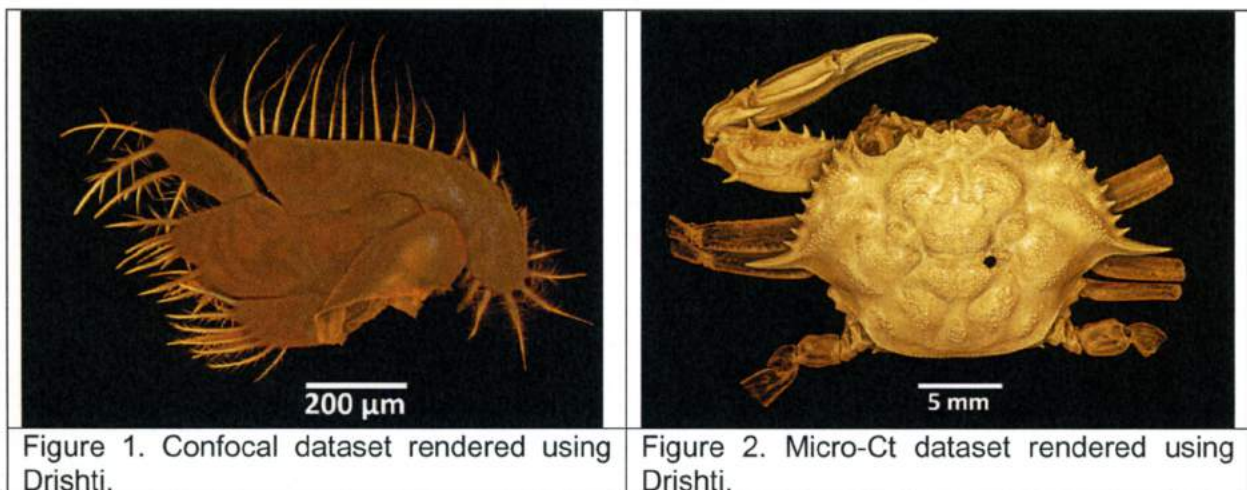 200 µm
5 mm
Figure 1. Confocal dataset rendered using
Drishti.
Figure 2. Micro-Ct dataset rendered using
Drishti.